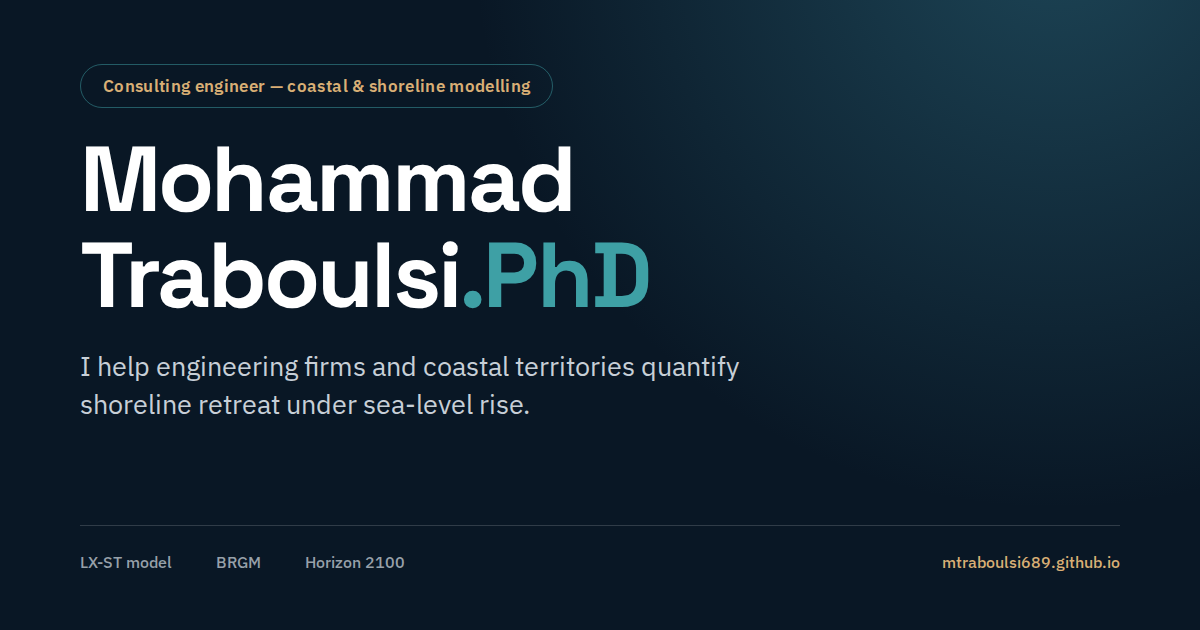 Consulting engineer — coastal & shoreline modelling
Mohammad
Traboulsi.PhD
I help engineering firms and coastal territories quantify
shoreline retreat under sea-level rise.
LX-ST model BRGM Horizon 2100 mtraboulsi689.github.io